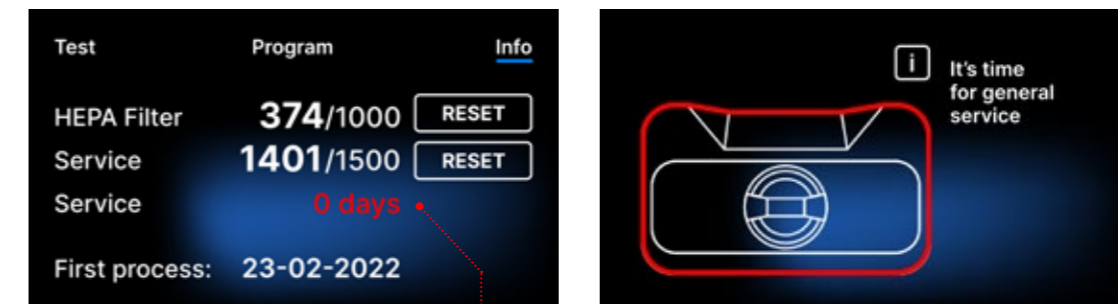 Test Program Info
HEPA Filter 374/1000 RESET
Service 1401/1500 RESET
Service 0 days
First process: 23-02-2022
i
It's time
for general
service